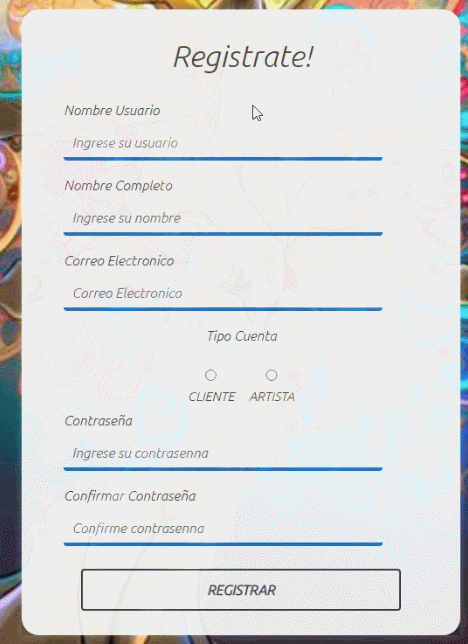 Registrate!
Nombre Usuario
Ingrese su usuario
Nombre Completo
Ingrese su nombre
Correo Electronico
Correo Electronico
Tipo Cuenta
CLIENTE ARTISTA
Contraseña
Ingrese su contrasenna
Confirmar Contraseña
Confirme contrasenna
REGISTRAR